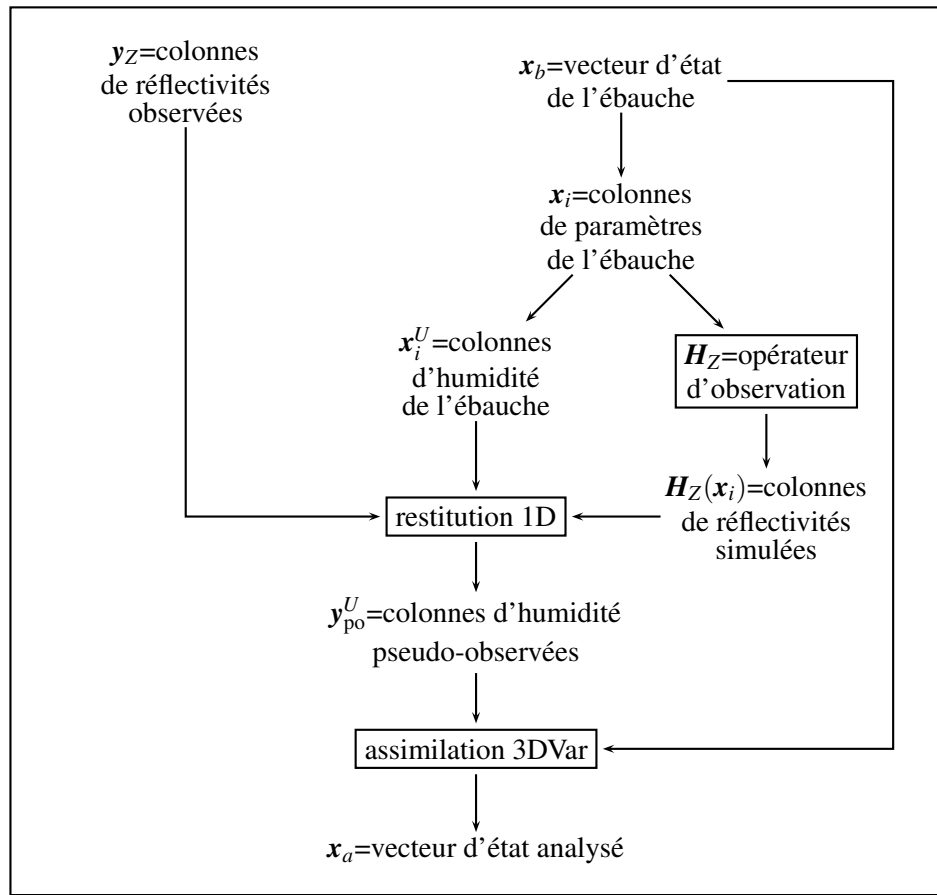 y_Z=colonnes
de réflectivités
observées
x_b=vecteur d'état
de l'ébauche
x_i=colonnes
de paramètres
de l'ébauche
x_i^U=colonnes
d'humidité
de l'ébauche
H_Z=opérateur
d'observation
H_Z(x_i)=colonnes
de réflectivités
simulées
restitution 1D
y_po^U=colonnes d'humidité
pseudo-observées
assimilation 3DVar
x_a=vecteur d'état analysé